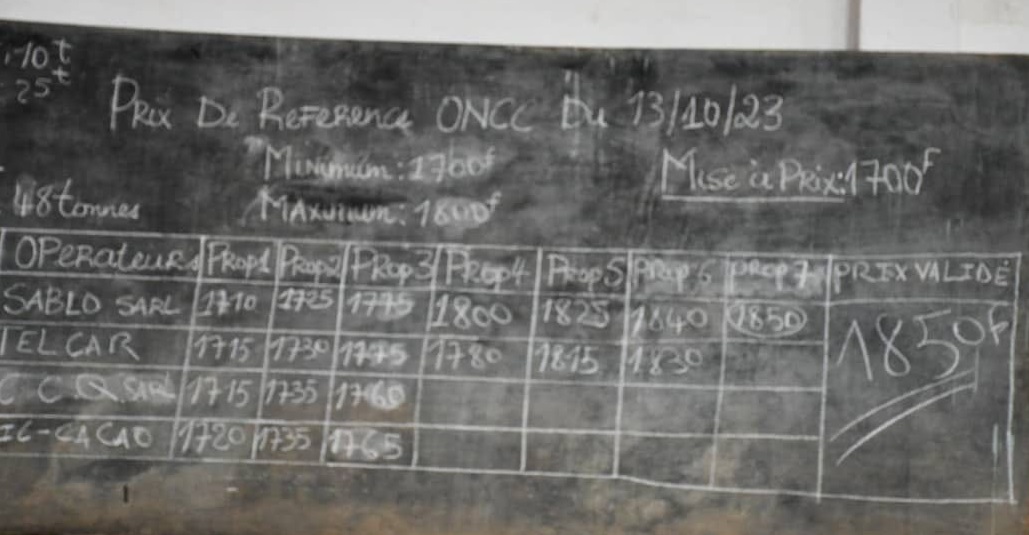 10t
25t
PRIX DE REFERENCE ONCC DU 13/10/23
Minimum: 1700f
Mise à Prix: 1700F
48 tonnes
MAXIMUM: 1800f
OPERATEURS PROP1 PROP2 PROP3 PROP4 PROP5 PROP6 PROP7 PRIX VALIDÉ
SABLO SARL 1710 1725 1775 1800 1825 1840 1850 1850f
TELCAR 1715 1730 1775 1780 1815 1830
C C Q SARL 1715 1735 1760
CACAO 1720 1735 1765